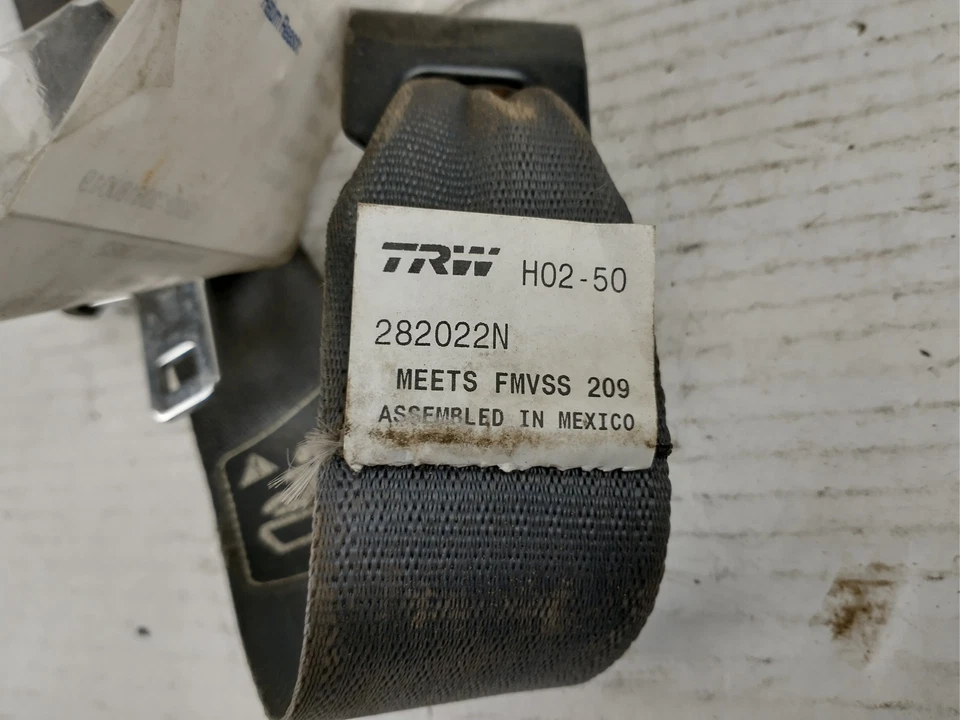 TRW H02-50
282022N
MEETS FMVSS 209
ASSEMBLED IN MEXICO